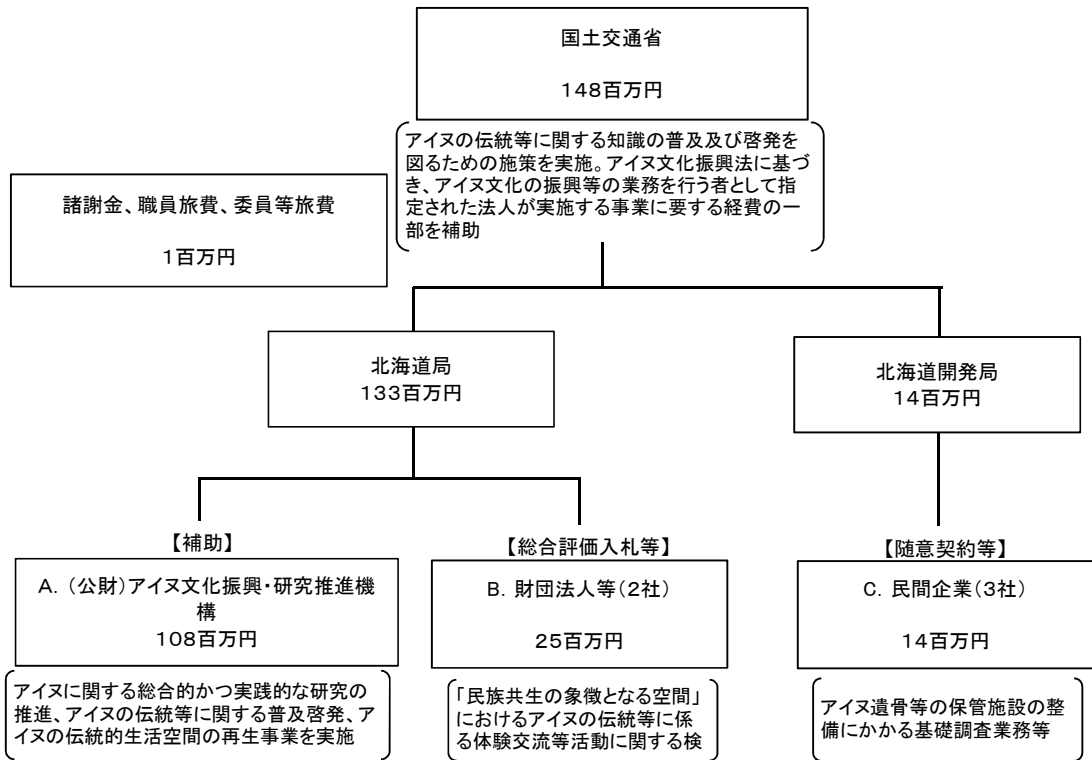 国土交通省
148百万円
アイヌの伝統等に関する知識の普及及び啓発を
図るための施策を実施。アイヌ文化振興法に基づ
き、アイヌ文化の振興等の業務を行う者として指
定された法人が実施する事業に要する経費の一
部を補助
諸謝金、職員旅費、委員等旅費
1百万円
北海道局
133百万円
北海道開発局
14百万円
【補助】
A. (公財)アイヌ文化振興・研究推進機
構
108百万円
アイヌに関する総合的かつ実践的な研究の
推進、アイヌの伝統等に関する普及啓発、ア
イヌの伝統的生活空間の再生事業を実施
【総合評価入札等】
B. 財団法人等(2社)
25百万円
「民族共生の象徴となる空間」
におけるアイヌの伝統等に係
る体験交流等活動に関する検
【随意契約等】
C. 民間企業(3社)
14百万円
アイヌ遺骨等の保管施設の整
備にかかる基礎調査業務等